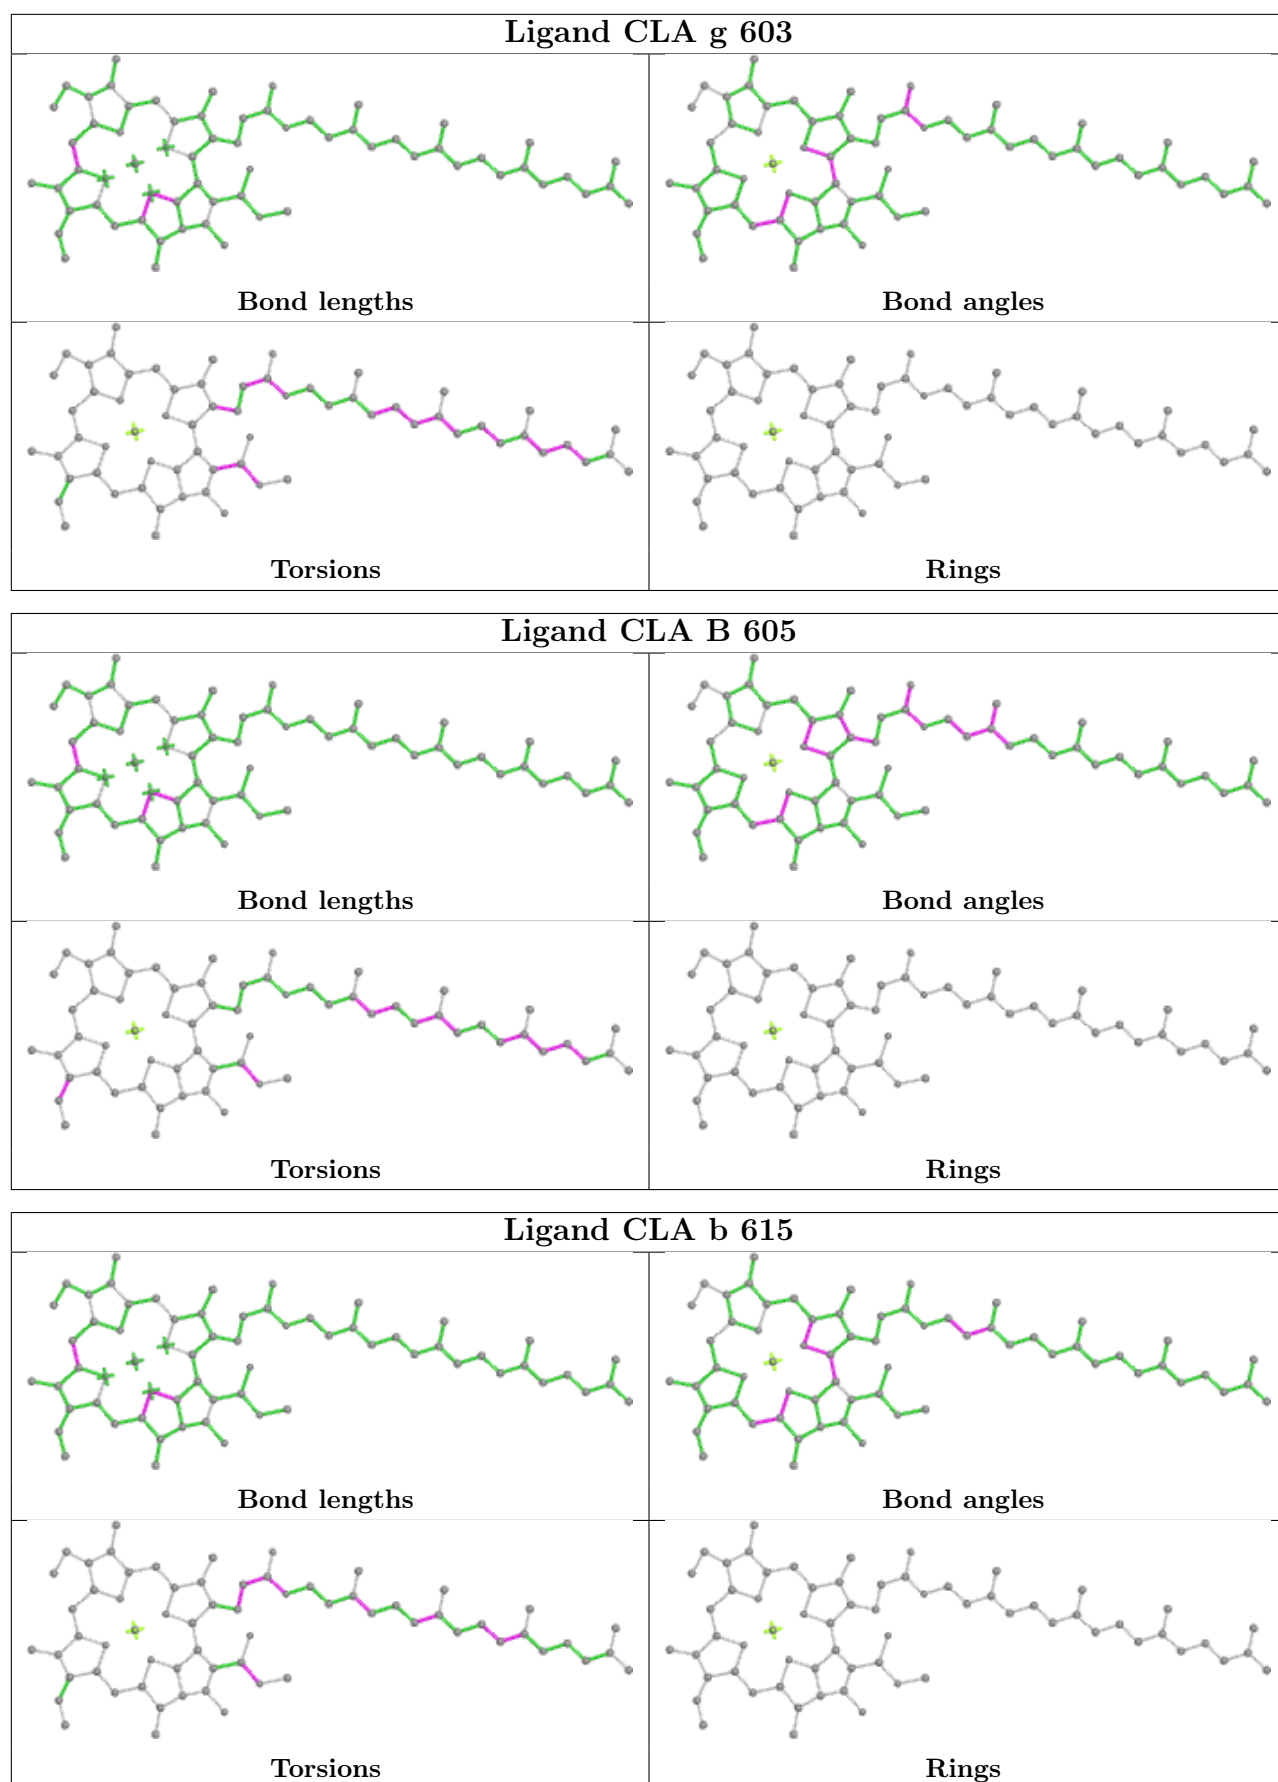 Ligand CLA g 603
Bond lengths
Bond angles
Torsions
Rings
Ligand CLA B 605
Bond lengths
Bond angles
Torsions
Rings
Ligand CLA b 615
Bond lengths
Bond angles
Torsions
Rings